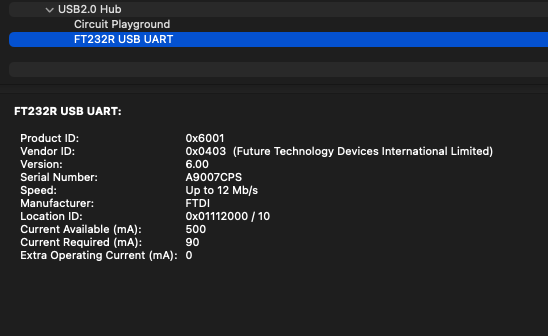 USB2.0 Hub
Circuit Playground
FT232R USB UART
FT232R USB UART:
Product ID: 0x6001
Vendor ID: 0x0403 (Future Technology Devices International Limited)
Version: 6.00
Serial Number: A9007CPS
Speed: Up to 12 Mb/s
Manufacturer: FTDI
Location ID: 0x01112000 / 10
Current Available (mA): 500
Current Required (mA): 90
Extra Operating Current (mA): 0